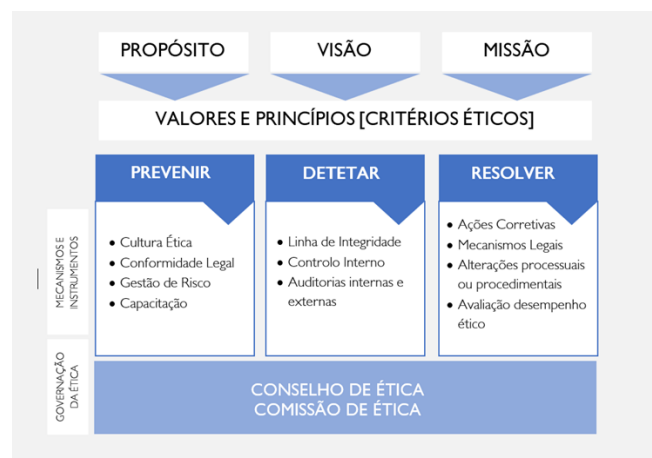 PROPÓSITO
VISÃO
MISSÃO
VALORES E PRINCÍPIOS [CRITÉRIOS ÉTICOS]
PREVENIR
DETETAR
RESOLVER
MECANISMOS E
INSTRUMENTOS
• Cultura Ética
• Conformidade Legal
• Gestão de Risco
• Capacitação
• Linha de Integridade
• Controlo Interno
• Auditorias internas e
externas
• Ações Corretivas
• Mecanismos Legais
• Alterações processuais
ou procedimentais
• Avaliação desempenho
ético
GOVERNAÇÃO
DA ÉTICA
CONSELHO DE ÉTICA
COMISSÃO DE ÉTICA